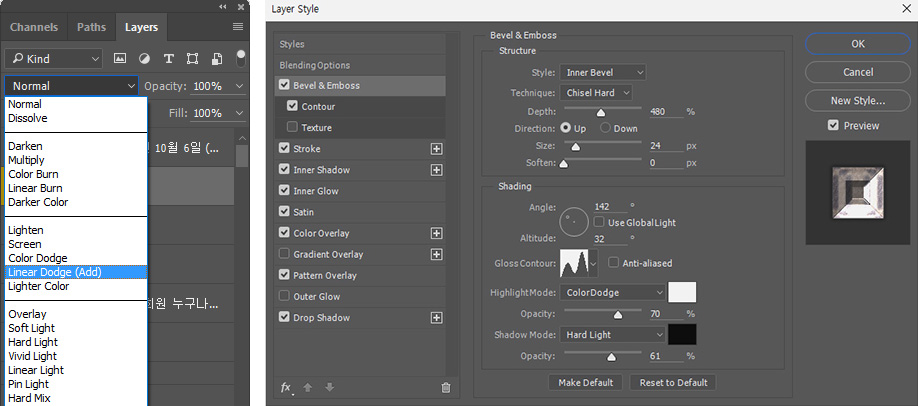 Channels
Paths
Layers
Kind
Normal
Opacity: 100%
Fill: 100%
Normal
Dissolve
Darken
Multiply
Color Burn
Linear Burn
Darker Color
Lighten
Screen
Color Dodge
Linear Dodge (Add)
Lighter Color
Overlay
Soft Light
Hard Light
Vivid Light
Linear Light
Pin Light
Hard Mix
10월 6일 (...
회원 누구나...
Layer Style
Styles
Blending Options
Bevel & Emboss
Contour
Texture
Stroke
Inner Shadow
Inner Glow
Satin
Color Overlay
Gradient Overlay
Pattern Overlay
Outer Glow
Drop Shadow
fx
Bevel & Emboss
Structure
Style: Inner Bevel
Technique: Chisel Hard
Depth: 480 %
Direction: Up Down
Size: 24 px
Soften: 0 px
Shading
Angle: 142 °
Use Global Light
Altitude: 32 °
Gloss Contour: Anti-aliased
Highlight Mode: Color Dodge
Opacity: 70 %
Shadow Mode: Hard Light
Opacity: 61 %
Make Default
Reset to Default
OK
Cancel
New Style...
Preview